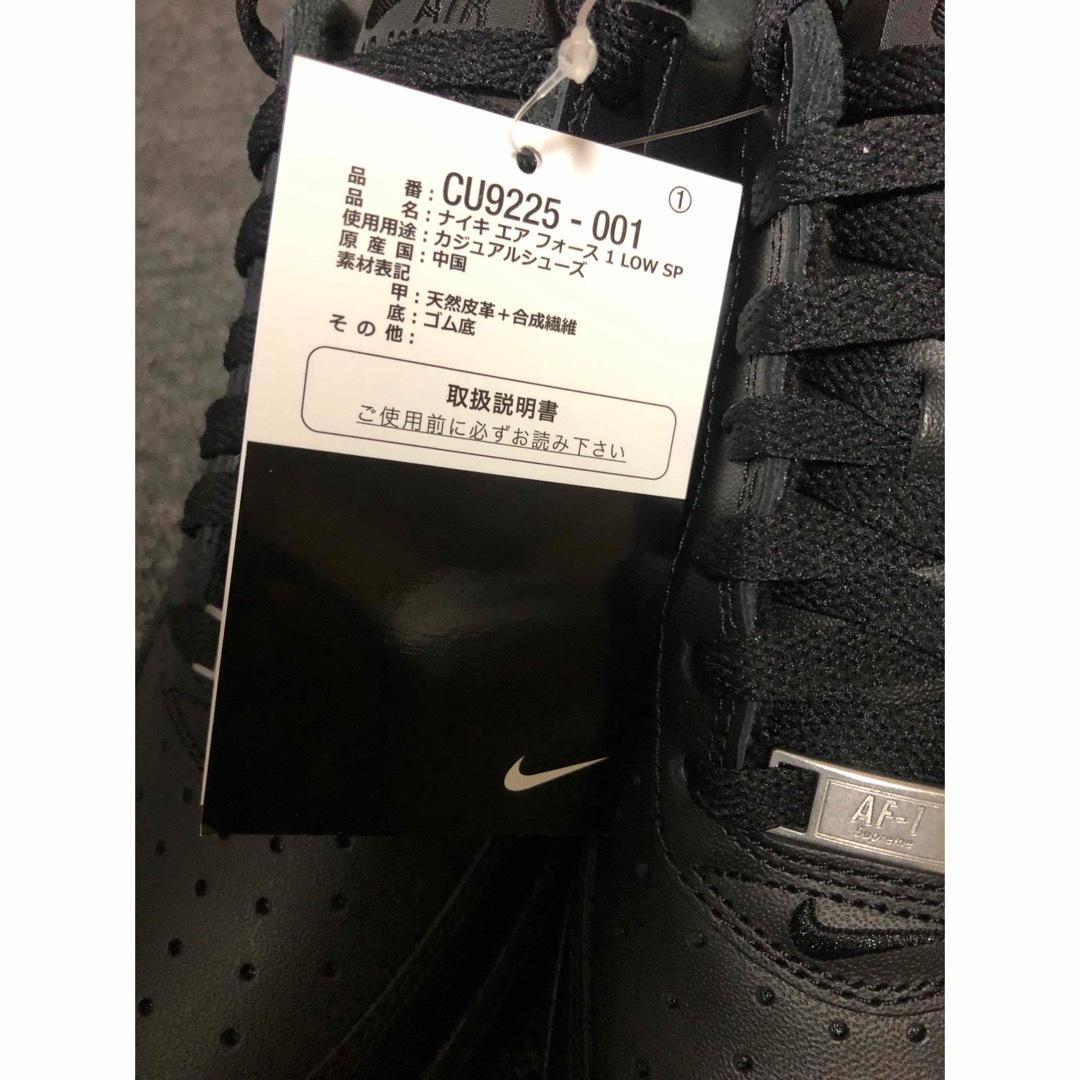 AIR
①
品番：CU9225 - 001
品名：ナイキ エア フォース 1 LOW SP
使用用途：カジュアルシューズ
原産国：中国
素材表記
甲：天然皮革＋合成繊維
底：ゴム底
その他：
取扱説明書
ご使用前に必ずお読み下さい
AF-1
Supreme